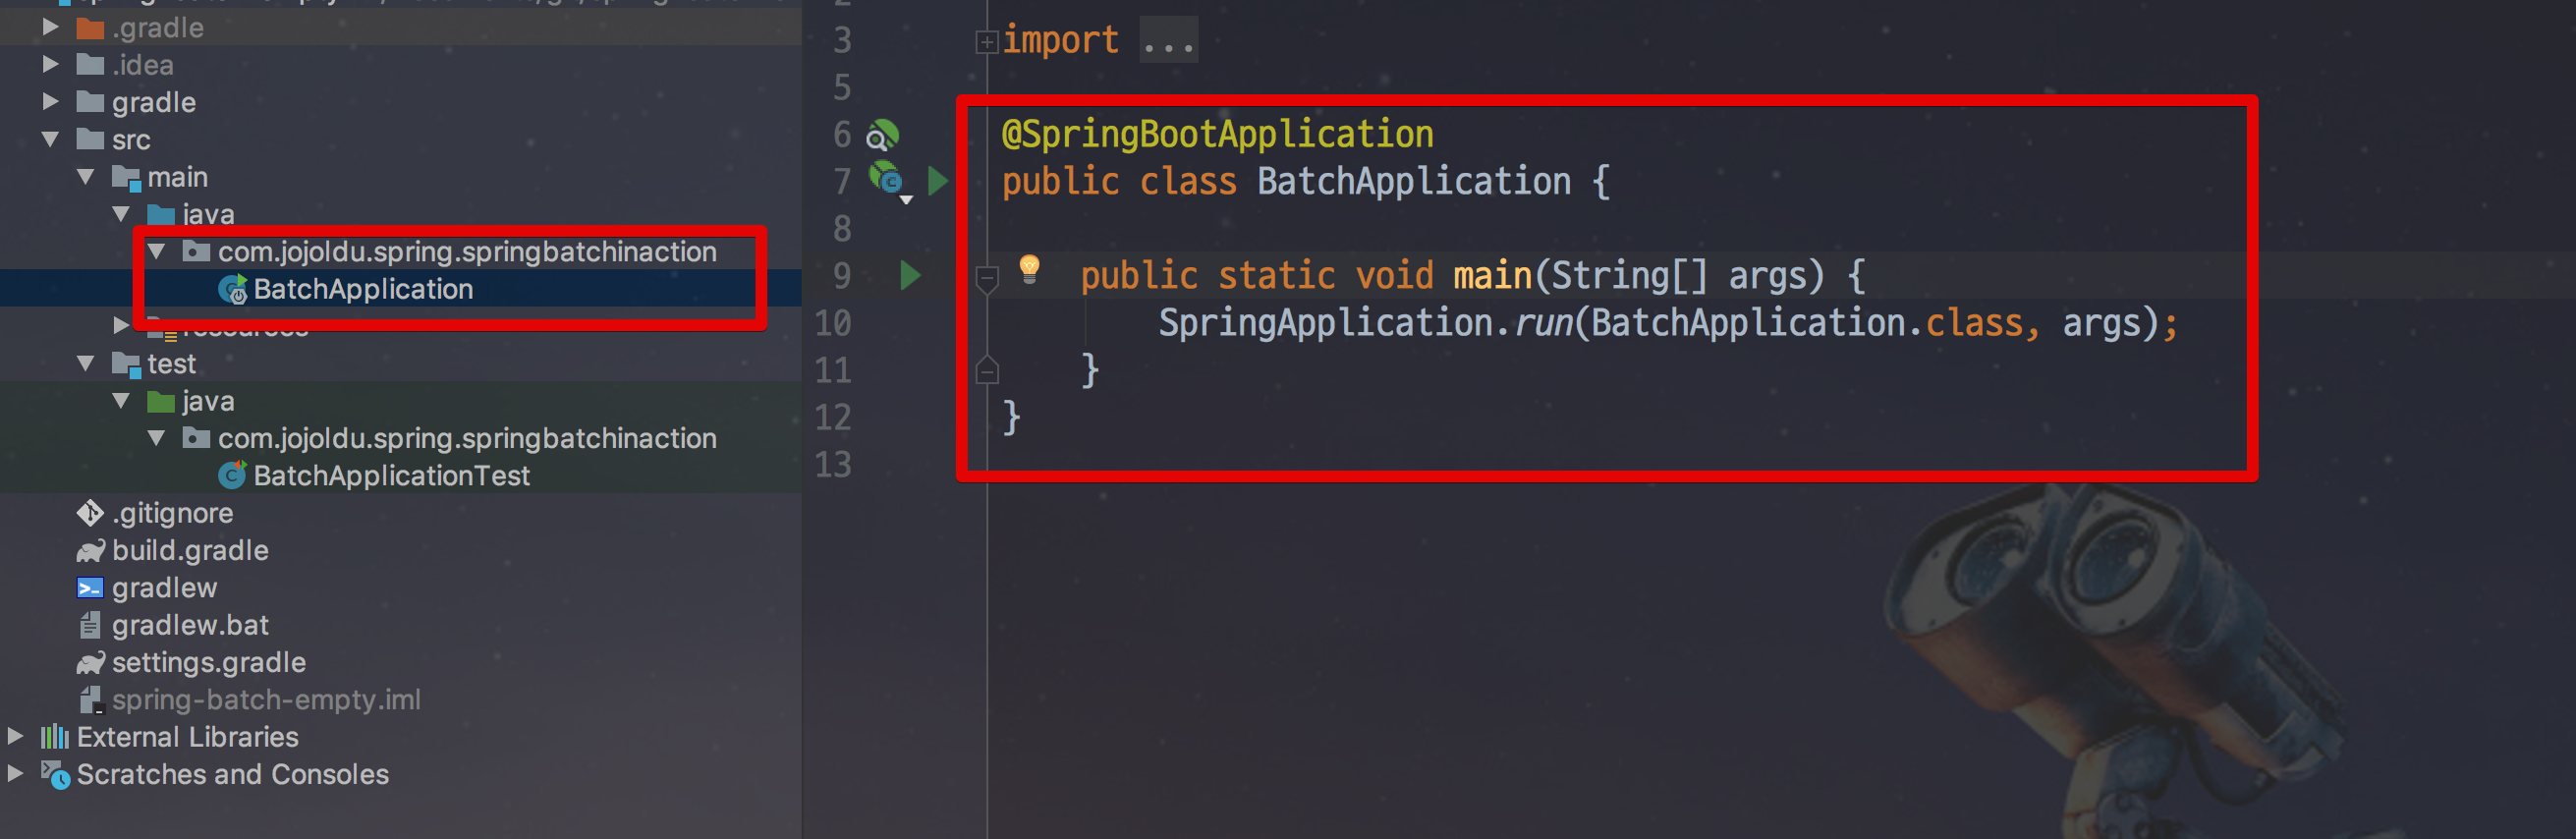 .gradle
.idea
gradle
src
main
java
com.jojoldu.spring.springbatchinaction
BatchApplication
resources
test
java
com.jojoldu.spring.springbatchinaction
BatchApplicationTest
.gitignore
build.gradle
gradlew
gradlew.bat
settings.gradle
spring-batch-empty.iml
External Libraries
Scratches and Consoles
2
3 import ...
5
6 @SpringBootApplication
7 public class BatchApplication {
8
9 public static void main(String[] args) {
10 SpringApplication.run(BatchApplication.class, args);
11 }
12 }
13